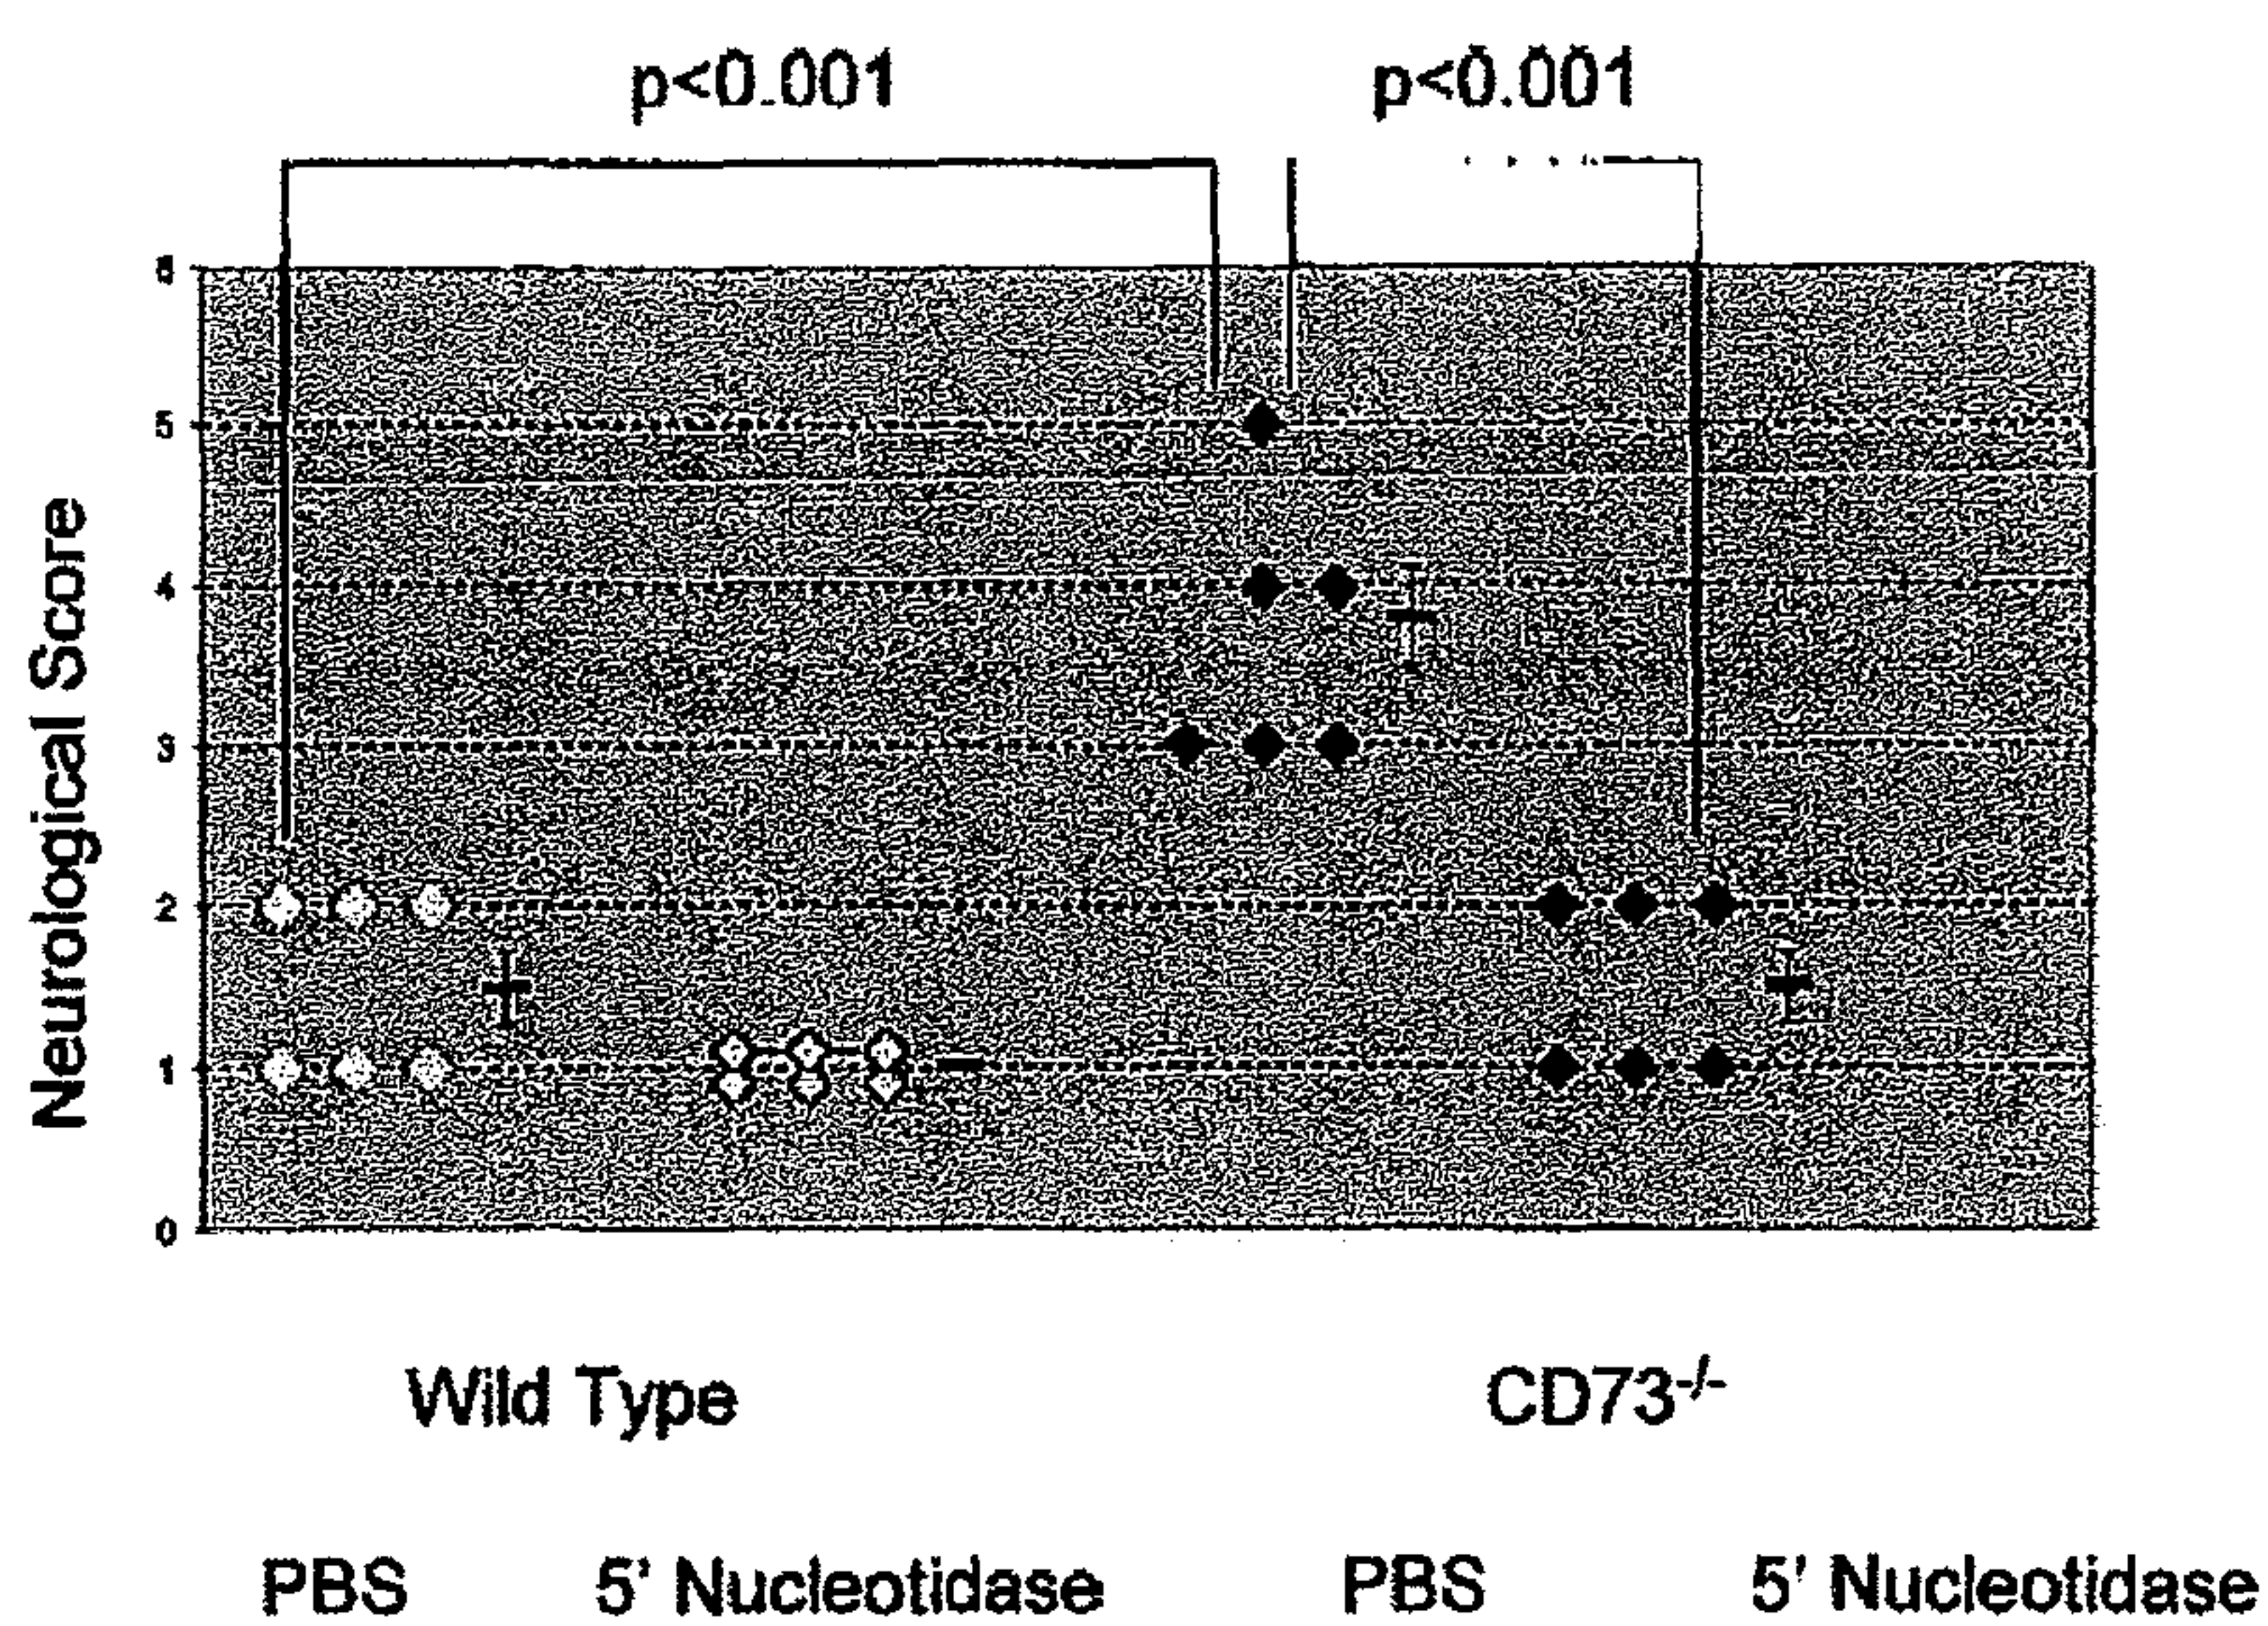 p<0.001 p<0.001
6
5
4
3
2
1
0
Neurological Score
Wild Type CD73-/-
PBS 5' Nucleotidase PBS 5' Nucleotidase